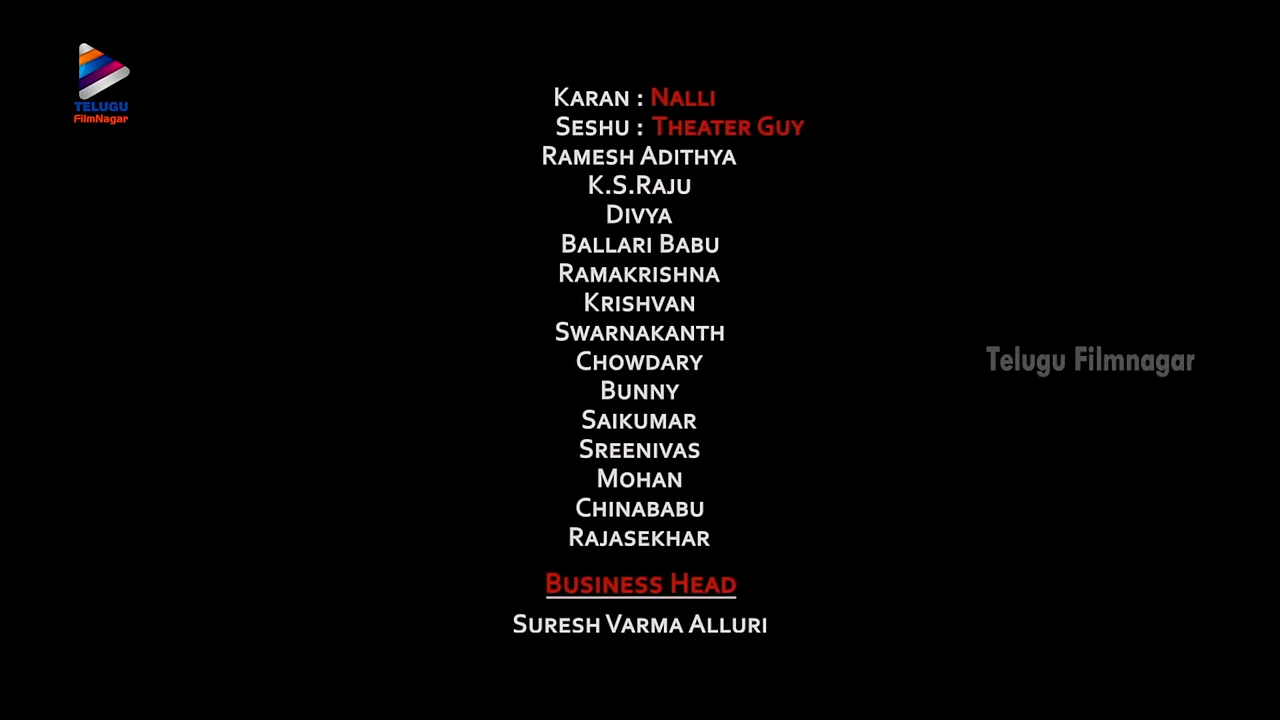 TELUGU
FilmNagar
KARAN : NALLI
SESHU : THEATER GUY
RAMESH ADITHYA
K.S.RAJU
DIVYA
BALLARI BABU
RAMAKRISHNA
KRISHVAN
SWARNAKANTH
CHOWDARY
Telugu Filmnagar
BUNNY
SAIKUMAR
SREENIVAS
MOHAN
CHINABABU
RAJASEKHAR
BUSINESS HEAD
SURESH VARMA ALLURI